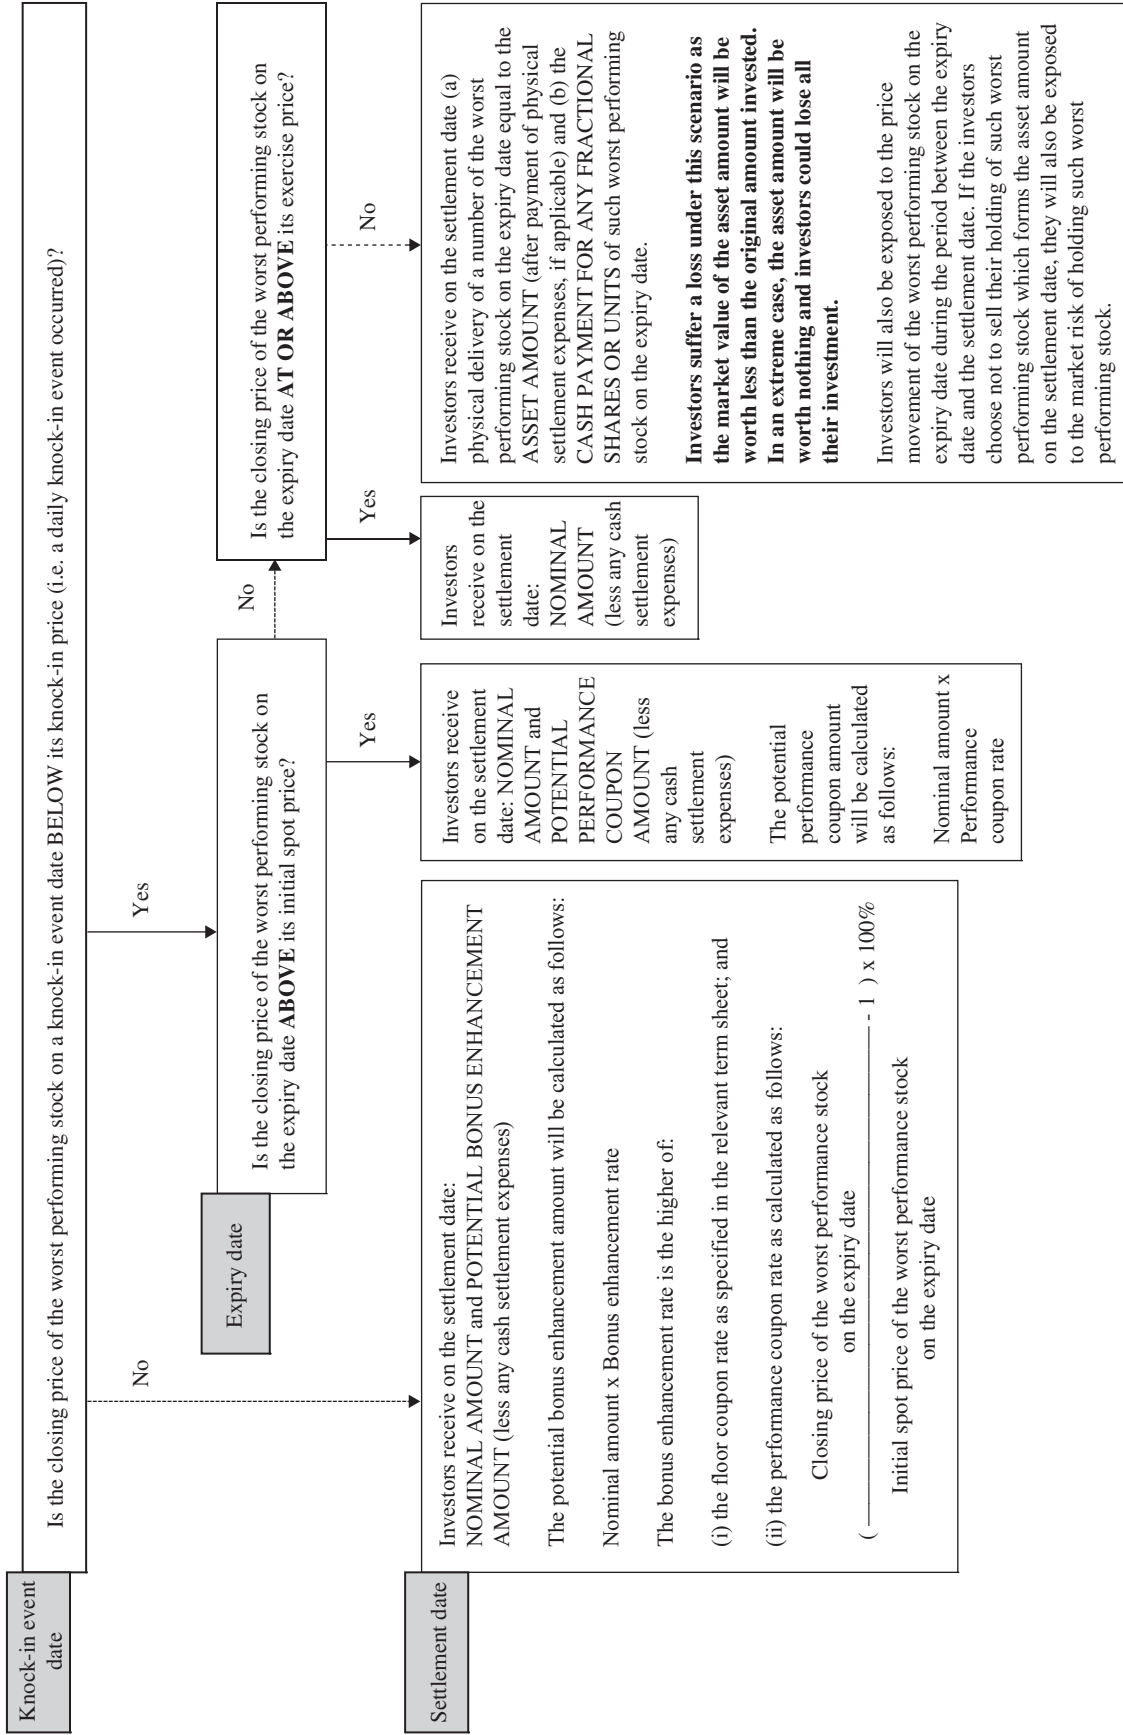 Knock-in event
date
Is the closing price of the worst performing stock on a knock-in event date BELOW its knock-in price (i.e. a daily knock-in event occurred)?
No
Yes
Expiry date
Is the closing price of the worst performing stock on
the expiry date ABOVE its initial spot price?
No
Yes
Is the closing price of the worst performing stock on
the expiry date AT OR ABOVE its exercise price?
Yes
No
Settlement date
Investors receive on the settlement date:
NOMINAL AMOUNT and POTENTIAL BONUS ENHANCEMENT
AMOUNT (less any cash settlement expenses)
The potential bonus enhancement amount will be calculated as follows:
Nominal amount x Bonus enhancement rate
The bonus enhancement rate is the higher of:
(i) the floor coupon rate as specified in the relevant term sheet; and
(ii) the performance coupon rate as calculated as follows:
Closing price of the worst performance stock
on the expiry date
( - 1 ) x 100%
Initial spot price of the worst performance stock
on the expiry date
Investors receive
on the settlement
date: NOMINAL
AMOUNT and
POTENTIAL
PERFORMANCE
COUPON
AMOUNT (less
any cash
settlement
expenses)
The potential
performance
coupon amount
will be calculated
as follows:
Nominal amount x
Performance
coupon rate
Investors
receive on the
settlement
date:
NOMINAL
AMOUNT
(less any cash
settlement
expenses)
Investors receive on the settlement date (a)
physical delivery of a number of the worst
performing stock on the expiry date equal to the
ASSET AMOUNT (after payment of physical
settlement expenses, if applicable) and (b) the
CASH PAYMENT FOR ANY FRACTIONAL
SHARES OR UNITS of such worst performing
stock on the expiry date.
Investors suffer a loss under this scenario as
the market value of the asset amount will be
worth less than the original amount invested.
In an extreme case, the asset amount will be
worth nothing and investors could lose all
their investment.
Investors will also be exposed to the price
movement of the worst performing stock on the
expiry date during the period between the expiry
date and the settlement date. If the investors
choose not to sell their holding of such worst
performing stock which forms the asset amount
on the settlement date, they will also be exposed
to the market risk of holding such worst
performing stock.